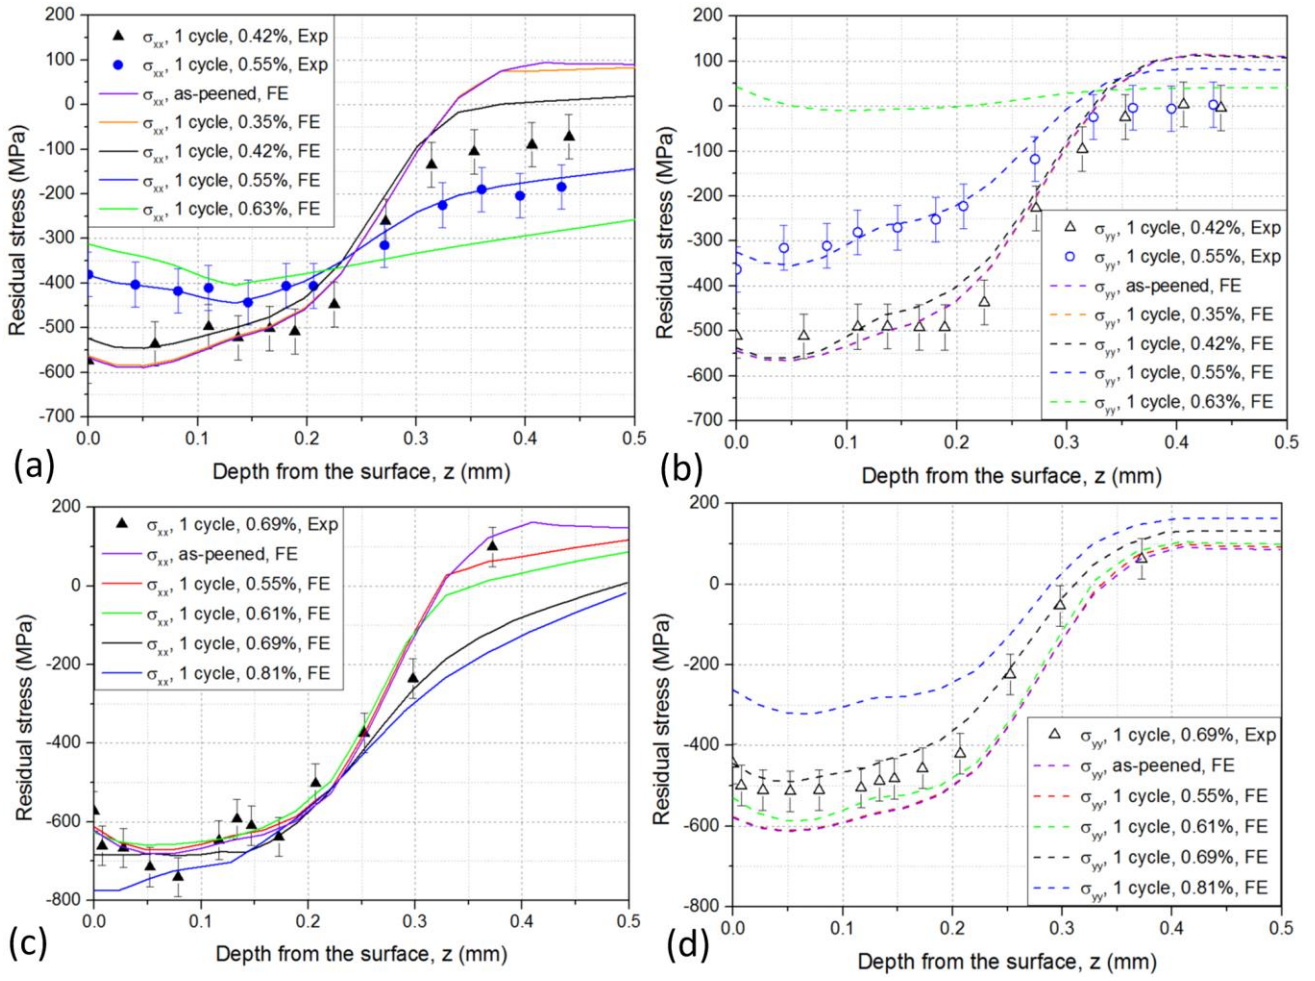 200
100
0
-100
-200
-300
-400
-500
-600
-700
Residual stress (MPa)
σxx, 1 cycle, 0.42%, Exp
σxx, 1 cycle, 0.55%, Exp
σxx, as-peened, FE
σxx, 1 cycle, 0.35%, FE
σxx, 1 cycle, 0.42%, FE
σxx, 1 cycle, 0.55%, FE
σxx, 1 cycle, 0.63%, FE
0.0 0.1 0.2 0.3 0.4 0.5
Depth from the surface, z (mm)
(a)
200
100
0
-100
-200
-300
-400
-500
-600
-700
Residual stress (MPa)
σyy, 1 cycle, 0.42%, Exp
σyy, 1 cycle, 0.55%, Exp
σyy, as-peened, FE
σyy, 1 cycle, 0.35%, FE
σyy, 1 cycle, 0.42%, FE
σyy, 1 cycle, 0.55%, FE
σyy, 1 cycle, 0.63%, FE
0.0 0.1 0.2 0.3 0.4 0.5
Depth from the surface, z (mm)
(b)
200
0
-200
-400
-600
-800
Residual stress (MPa)
σxx, 1 cycle, 0.69%, Exp
σxx, as-peened, FE
σxx, 1 cycle, 0.55%, FE
σxx, 1 cycle, 0.61%, FE
σxx, 1 cycle, 0.69%, FE
σxx, 1 cycle, 0.81%, FE
0.0 0.1 0.2 0.3 0.4 0.5
Depth from the surface, z (mm)
(c)
200
0
-200
-400
-600
-800
Residual stress (MPa)
σyy, 1 cycle, 0.69%, Exp
σyy, as-peened, FE
σyy, 1 cycle, 0.55%, FE
σyy, 1 cycle, 0.61%, FE
σyy, 1 cycle, 0.69%, FE
σyy, 1 cycle, 0.81%, FE
0.0 0.1 0.2 0.3 0.4 0.5
Depth from the surface, z (mm)
(d)